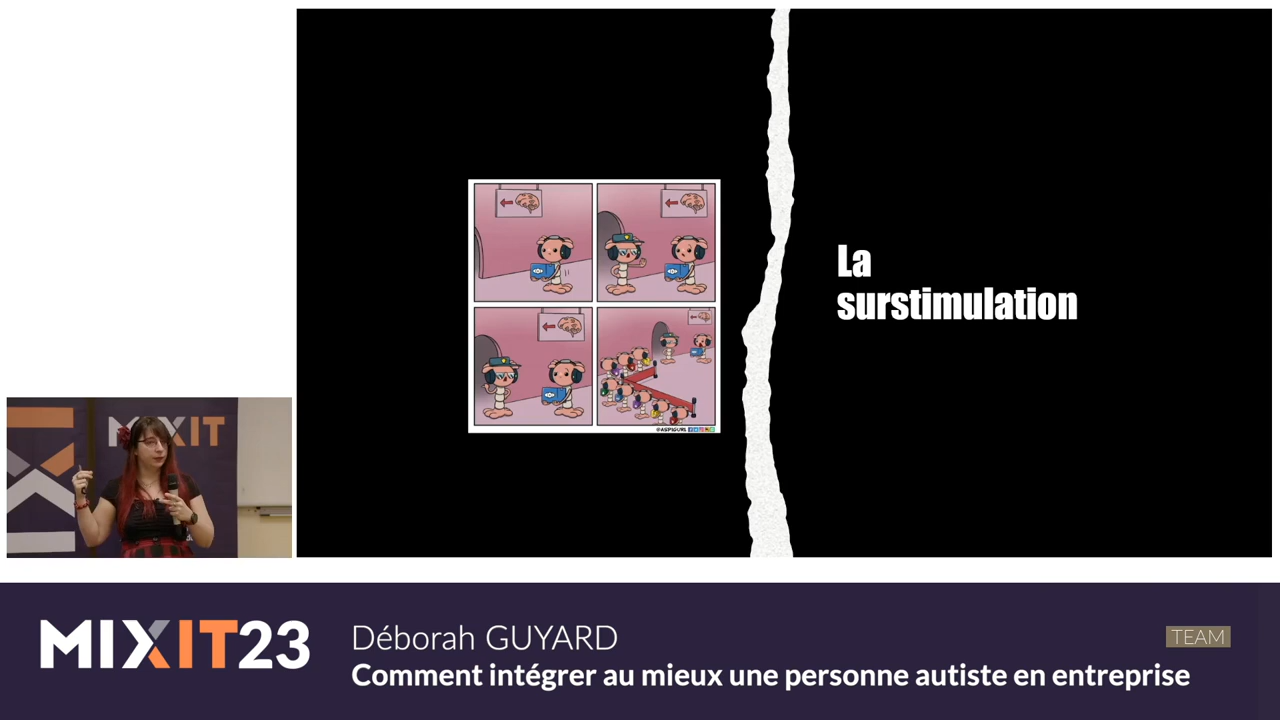 La
surstimulation
@ASPIGURL
MIXIT
MIXIT23
Déborah GUYARD
TEAM
Comment intégrer au mieux une personne autiste en entreprise